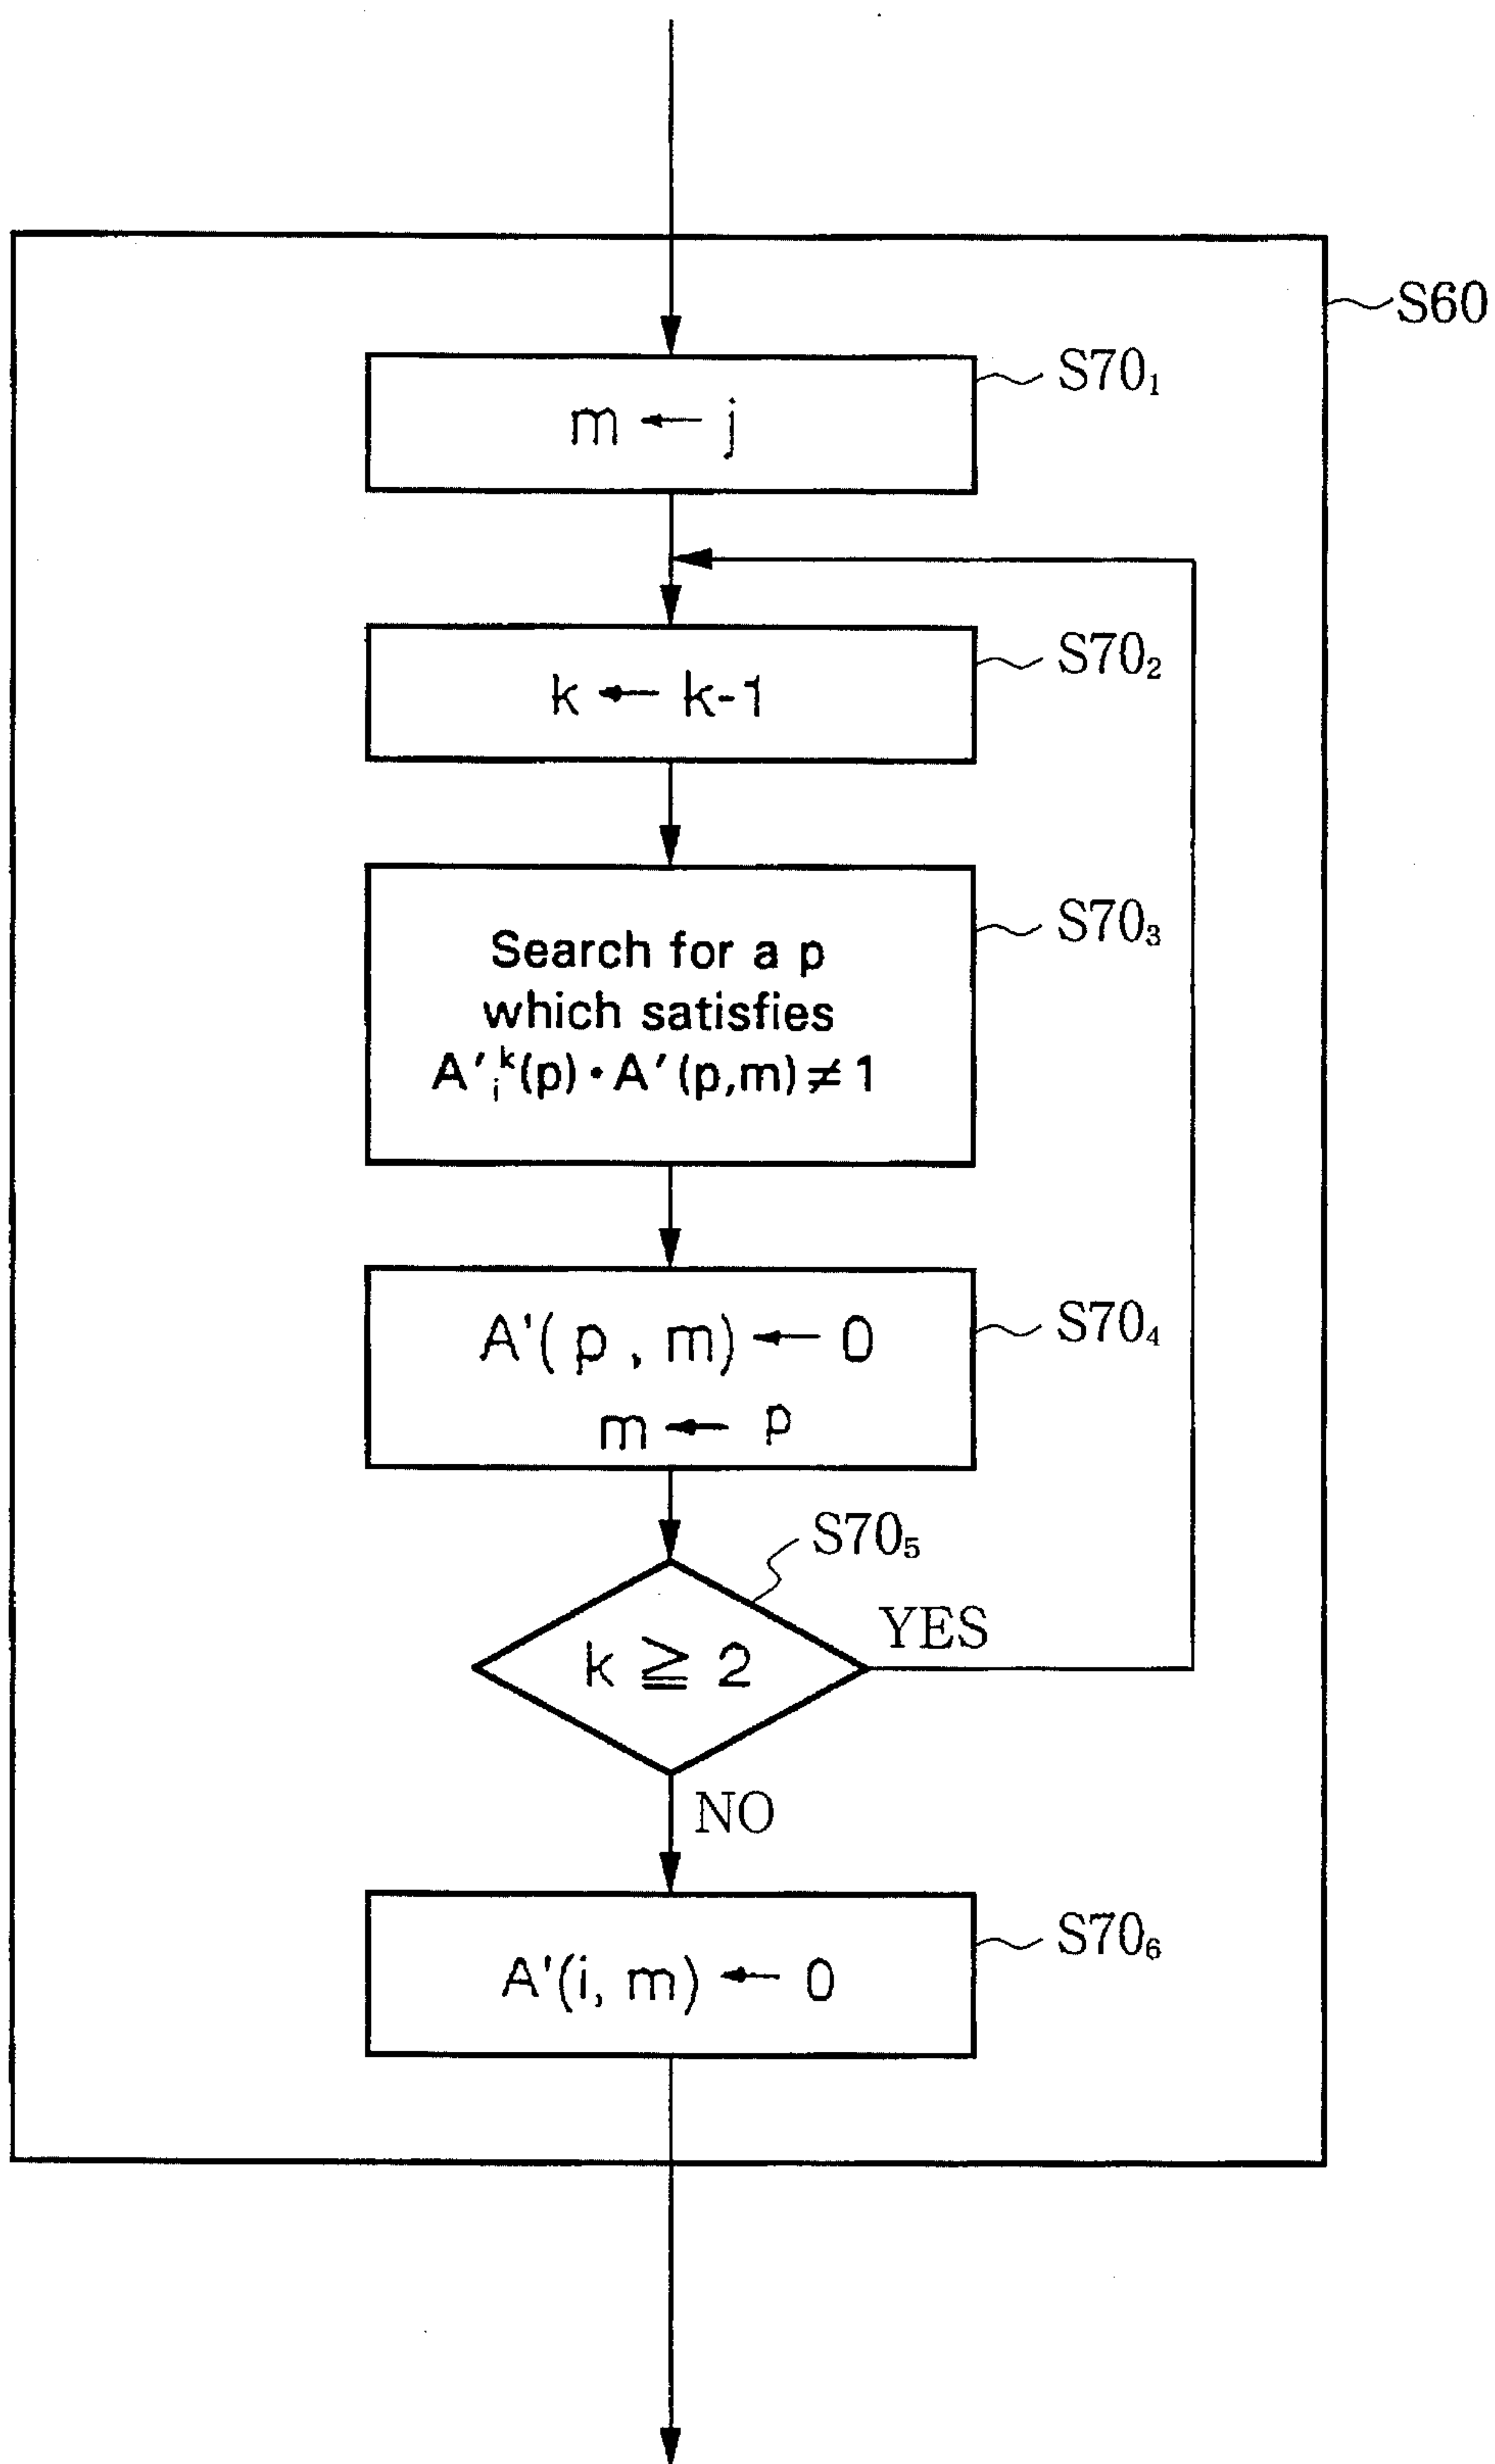 S60
S70₁
m ← j
S70₂
k ← k-1
S70₃
Search for a p
which satisfies
A'ᵢᵏ(p)·A'(p,m)≠1
S70₄
A'(p,m) ← 0
m ← p
S70₅
k ≧ 2
YES
NO
S70₆
A'(i,m) ← 0